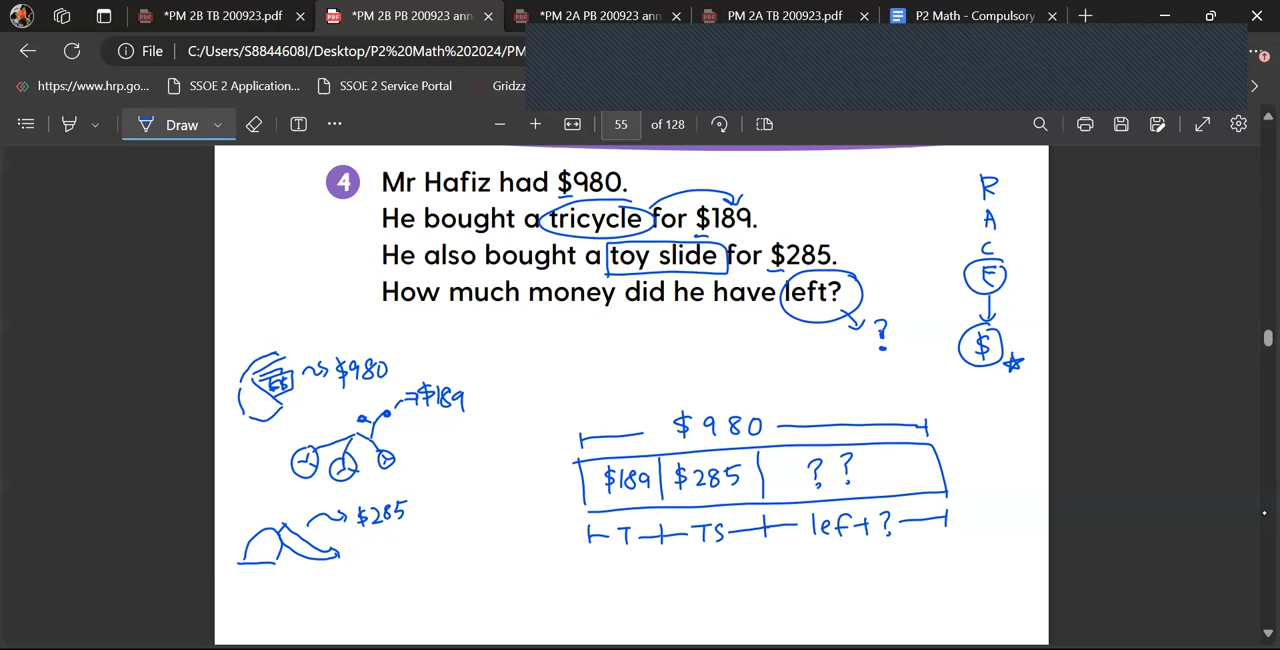 *PM 2B TB 200923.pdf
*PM 2B PB 200923 ann
*PM 2A PB 200923 ann
PM 2A TB 200923.pdf
P2 Math - Compulsory
File
C:/Users/S8844608I/Desktop/P2%20Math%202024/PM
https://www.hrp.go...
SSOE 2 Application...
SSOE 2 Service Portal
Gridzz
Draw
55
of 128
4
Mr Hafiz had $980.
He bought a tricycle for $189.
He also bought a toy slide for $285.
How much money did he have left?
?
R
A
C
E
$
$980
$189
$285
$980
$189
$285
? ?
T
TS
left?